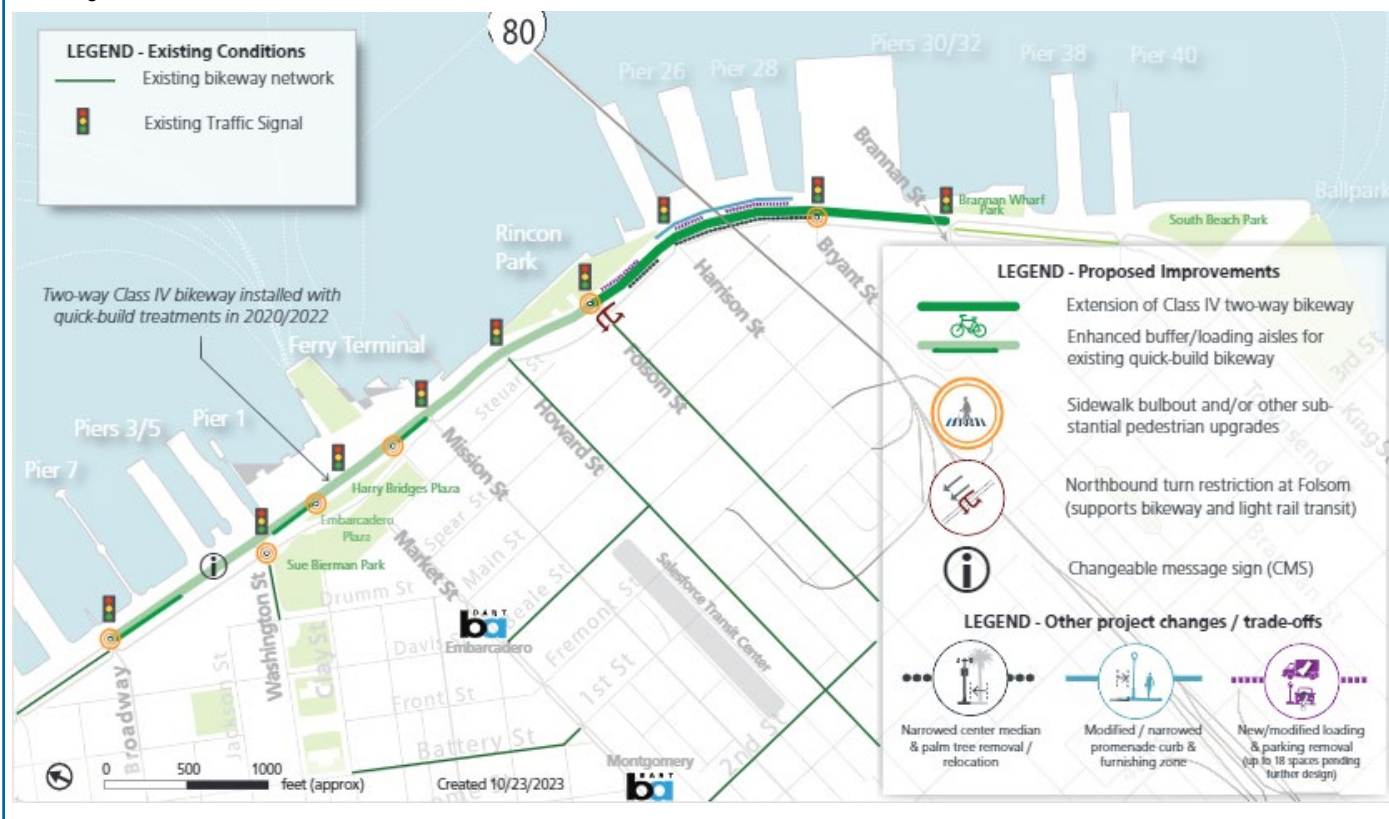 LEGEND - Existing Conditions
Existing bikeway network
Existing Traffic Signal
80
Pier 26
Pier 28
Piers 30/32
Pier 38
Pier 40
Brannan St
Brannan Wharf
Park
South Beach Park
Ballpark
Rincon
Park
Bryant St
Harrison St
Two-way Class IV bikeway installed with
quick-build treatments in 2020/2022
Ferry Terminal
Steuart St
Folsom St
Howard St
Mission St
Piers 3/5
Pier 1
Pier 7
Harry Bridges Plaza
Embarcadero
Plaza
Sue Bierman Park
Spear St
Main St
Market St
Drumm St
Fremont St
1st St
2nd St
Salesforce Transit Center
BART
ba
Embarcadero
Front St
Battery St
Washington St
Clay St
Jackson St
Broadway
Montgomery
BART
ba
3rd St
King St
Townsend St
LEGEND - Proposed Improvements
Extension of Class IV two-way bikeway
Enhanced buffer/loading aisles for
existing quick-build bikeway
Sidewalk bulbout and/or other sub-
stantial pedestrian upgrades
Northbound turn restriction at Folsom
(supports bikeway and light rail transit)
i
Changeable message sign (CMS)
LEGEND - Other project changes / trade-offs
Narrowed center median
& palm tree removal /
relocation
Modified / narrowed
promenade curb &
furnishing zone
New/modified loading
& parking removal
(up to 18 spaces pending
further design)
0 500 1000
feet (approx)
Created 10/23/2023